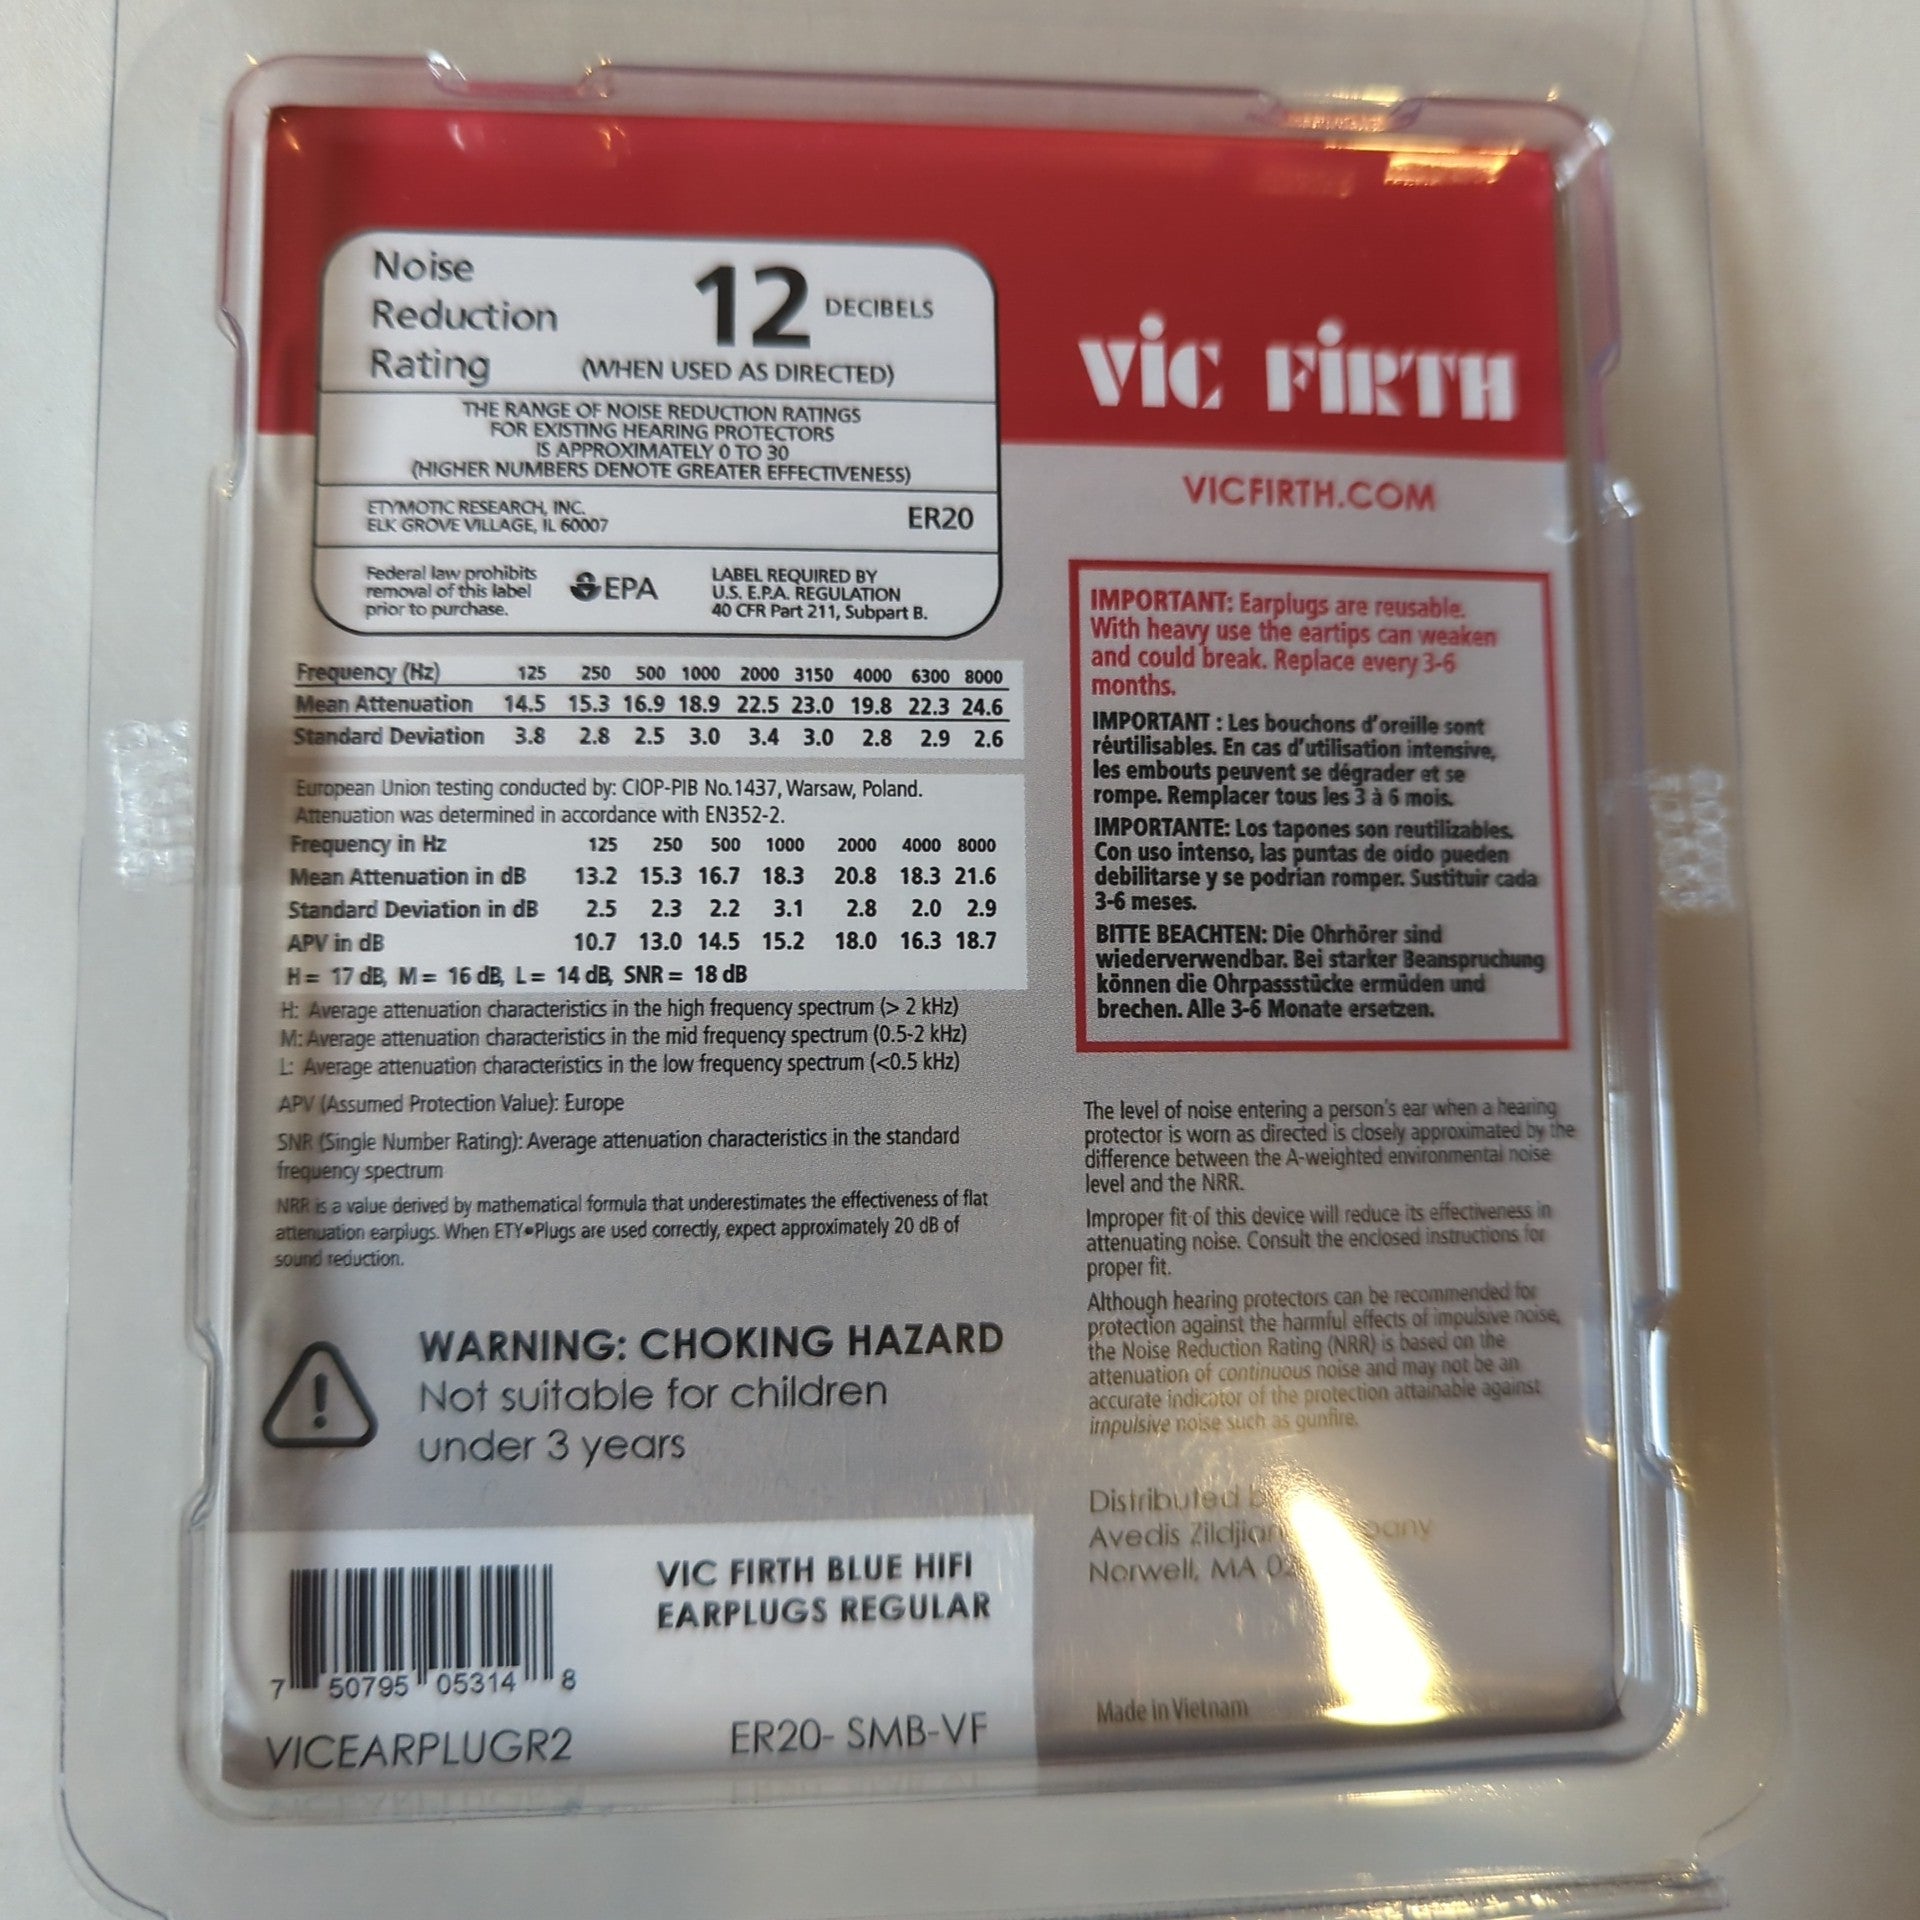 Noise
Reduction
Rating
12 DECIBELS
(WHEN USED AS DIRECTED)
THE RANGE OF NOISE REDUCTION RATINGS
FOR EXISTING HEARING PROTECTORS
IS APPROXIMATELY 0 TO 30
(HIGHER NUMBERS DENOTE GREATER EFFECTIVENESS)
ETYMOTIC RESEARCH, INC.
ELK GROVE VILLAGE, IL 60007
ER20
Federal law prohibits
removal of this label
prior to purchase.
EPA
LABEL REQUIRED BY
U.S. E.P.A. REGULATION
40 CFR Part 211, Subpart B.
Frequency (Hz) 125 250 500 1000 2000 3150 4000 6300 8000
Mean Attenuation 14.5 15.3 16.9 18.9 22.5 23.0 19.8 22.3 24.6
Standard Deviation 3.8 2.8 2.5 3.0 3.4 3.0 2.8 2.9 2.6
European Union testing conducted by: CIOP-PIB No.1437, Warsaw, Poland.
Attenuation was determined in accordance with EN352-2.
Frequency in Hz 125 250 500 1000 2000 4000 8000
Mean Attenuation in dB 13.2 15.3 16.7 18.3 20.8 18.3 21.6
Standard Deviation in dB 2.5 2.3 2.2 3.1 2.8 2.0 2.9
APV in dB 10.7 13.0 14.5 15.2 18.0 16.3 18.7
H = 17 dB, M = 16 dB, L = 14 dB, SNR = 18 dB
H: Average attenuation characteristics in the high frequency spectrum (> 2 kHz)
M: Average attenuation characteristics in the mid frequency spectrum (0.5-2 kHz)
L: Average attenuation characteristics in the low frequency spectrum (<0.5 kHz)
APV (Assumed Protection Value): Europe
SNR (Single Number Rating): Average attenuation characteristics in the standard
frequency spectrum
NRR is a value derived by mathematical formula that underestimates the effectiveness of flat
attenuation earplugs. When ETY•Plugs are used correctly, expect approximately 20 dB of
sound reduction.
WARNING: CHOKING HAZARD
Not suitable for children
under 3 years
VIC FIRTH BLUE HIFI
EARPLUGS REGULAR
7 50795 05314 8
VICEARPLUGR2
ER20- SMB-VF
Vic Firth
VICFIRTH.COM
IMPORTANT: Earplugs are reusable.
With heavy use the eartips can weaken
and could break. Replace every 3-6
months.
IMPORTANT : Les bouchons d'oreille sont
réutilisables. En cas d'utilisation intensive,
les embouts peuvent se dégrader et se
rompe. Remplacer tous les 3 à 6 mois.
IMPORTANTE: Los tapones son reutilizables.
Con uso intenso, las puntas de oído pueden
debilitarse y se podrían romper. Sustituir cada
3-6 meses.
BITTE BEACHTEN: Die Ohrhörer sind
wiederverwendbar. Bei starker Beanspruchung
können die Ohrpassstücke ermüden und
brechen. Alle 3-6 Monate ersetzen.
The level of noise entering a person's ear when a hearing
protector is worn as directed is closely approximated by the
difference between the A-weighted environmental noise
level and the NRR.
Improper fit of this device will reduce its effectiveness in
attenuating noise. Consult the enclosed instructions for
proper fit.
Although hearing protectors can be recommended for
protection against the harmful effects of impulsive noise,
the Noise Reduction Rating (NRR) is based on the
attenuation of continuous noise and may not be an
accurate indicator of the protection attainable against
impulsive noise such as gunfire.
Distributed
Avedis Zildjian
Norwell, MA
Made in Vietnam